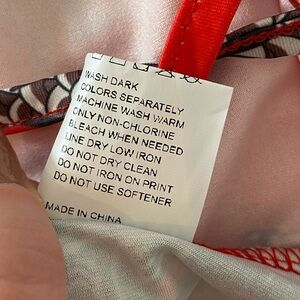 WASH DARK
COLORS SEPARATELY
MACHINE WASH WARM
ONLY NON-CHLORINE
BLEACH WHEN NEEDED
LINE DRY LOW IRON
DO NOT DRY CLEAN
DO NOT IRON ON PRINT
DO NOT USE SOFTENER
MADE IN CHINA